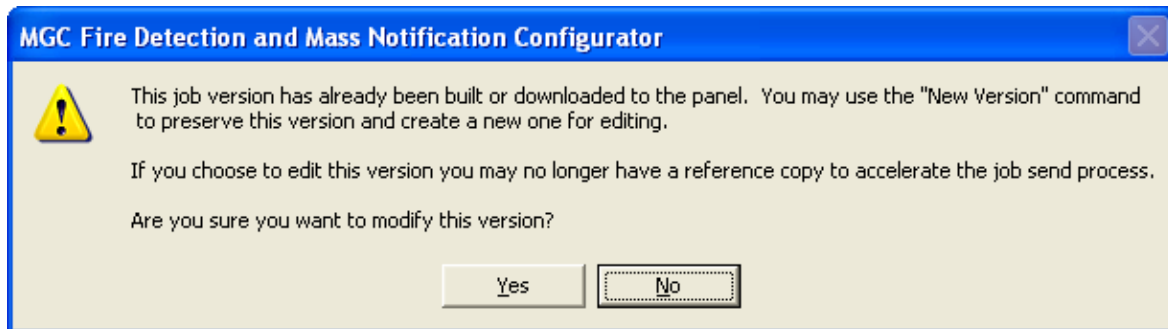 MGC Fire Detection and Mass Notification Configurator
This job version has already been built or downloaded to the panel.  You may use the "New Version" command
to preserve this version and create a new one for editing.
If you choose to edit this version you may no longer have a reference copy to accelerate the job send process.
Are you sure you want to modify this version?
Yes
No